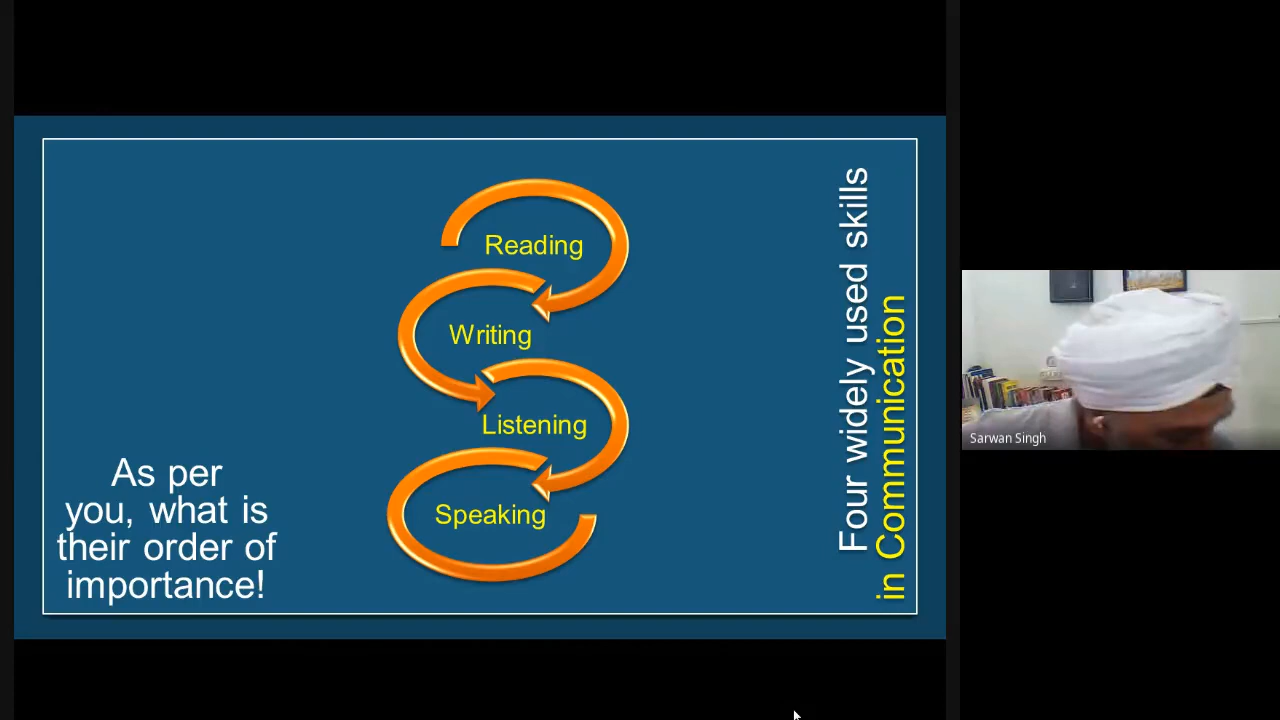 Reading
Writing
Listening
Speaking
As per
you, what is
their order of
importance!
Four widely used skills
in Communication
Sarwan Singh